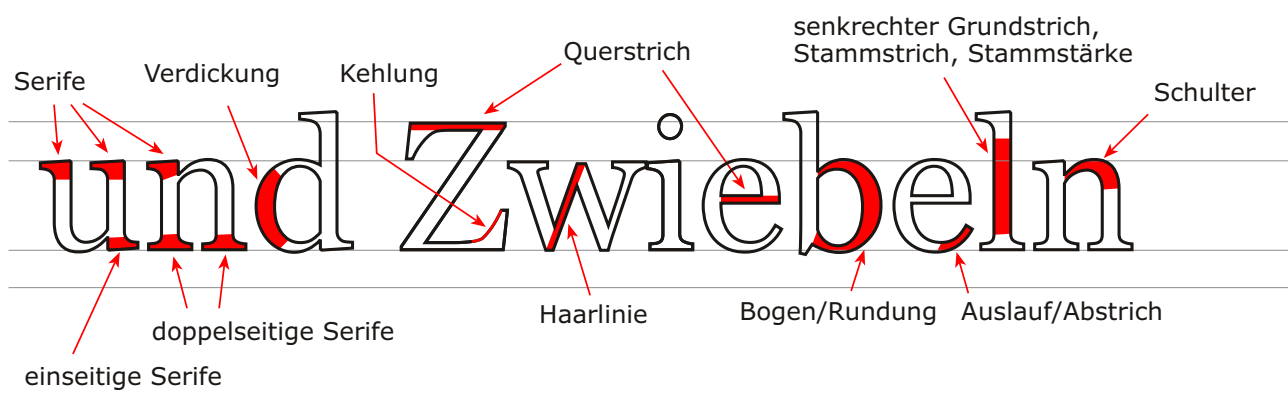 senkrechter Grundstrich,
Stammstrich, Stammstärke
Querstrich
Kehlung
Verdickung
Serife
Schulter
und Zwiebeln
Haarlinie
Bogen/Rundung
Auslauf/Abstrich
doppelseitige Serife
einseitige Serife